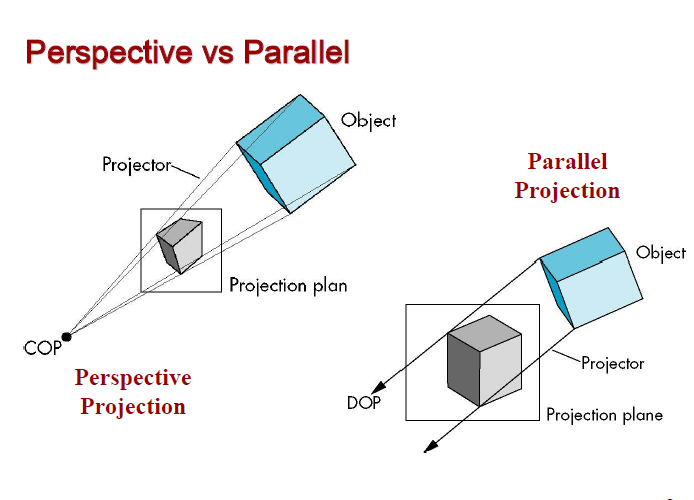 Perspective vs Parallel
Object
Projector
Projection plan
COP
Perspective
Projection
Parallel
Projection
Object
Projector
DOP
Projection plane